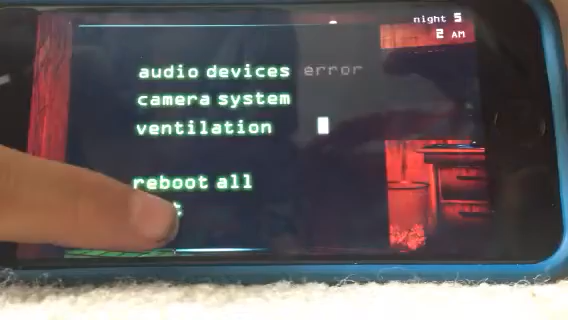 night 5
2 AM
audio devices error
camera system
ventilation
reboot all